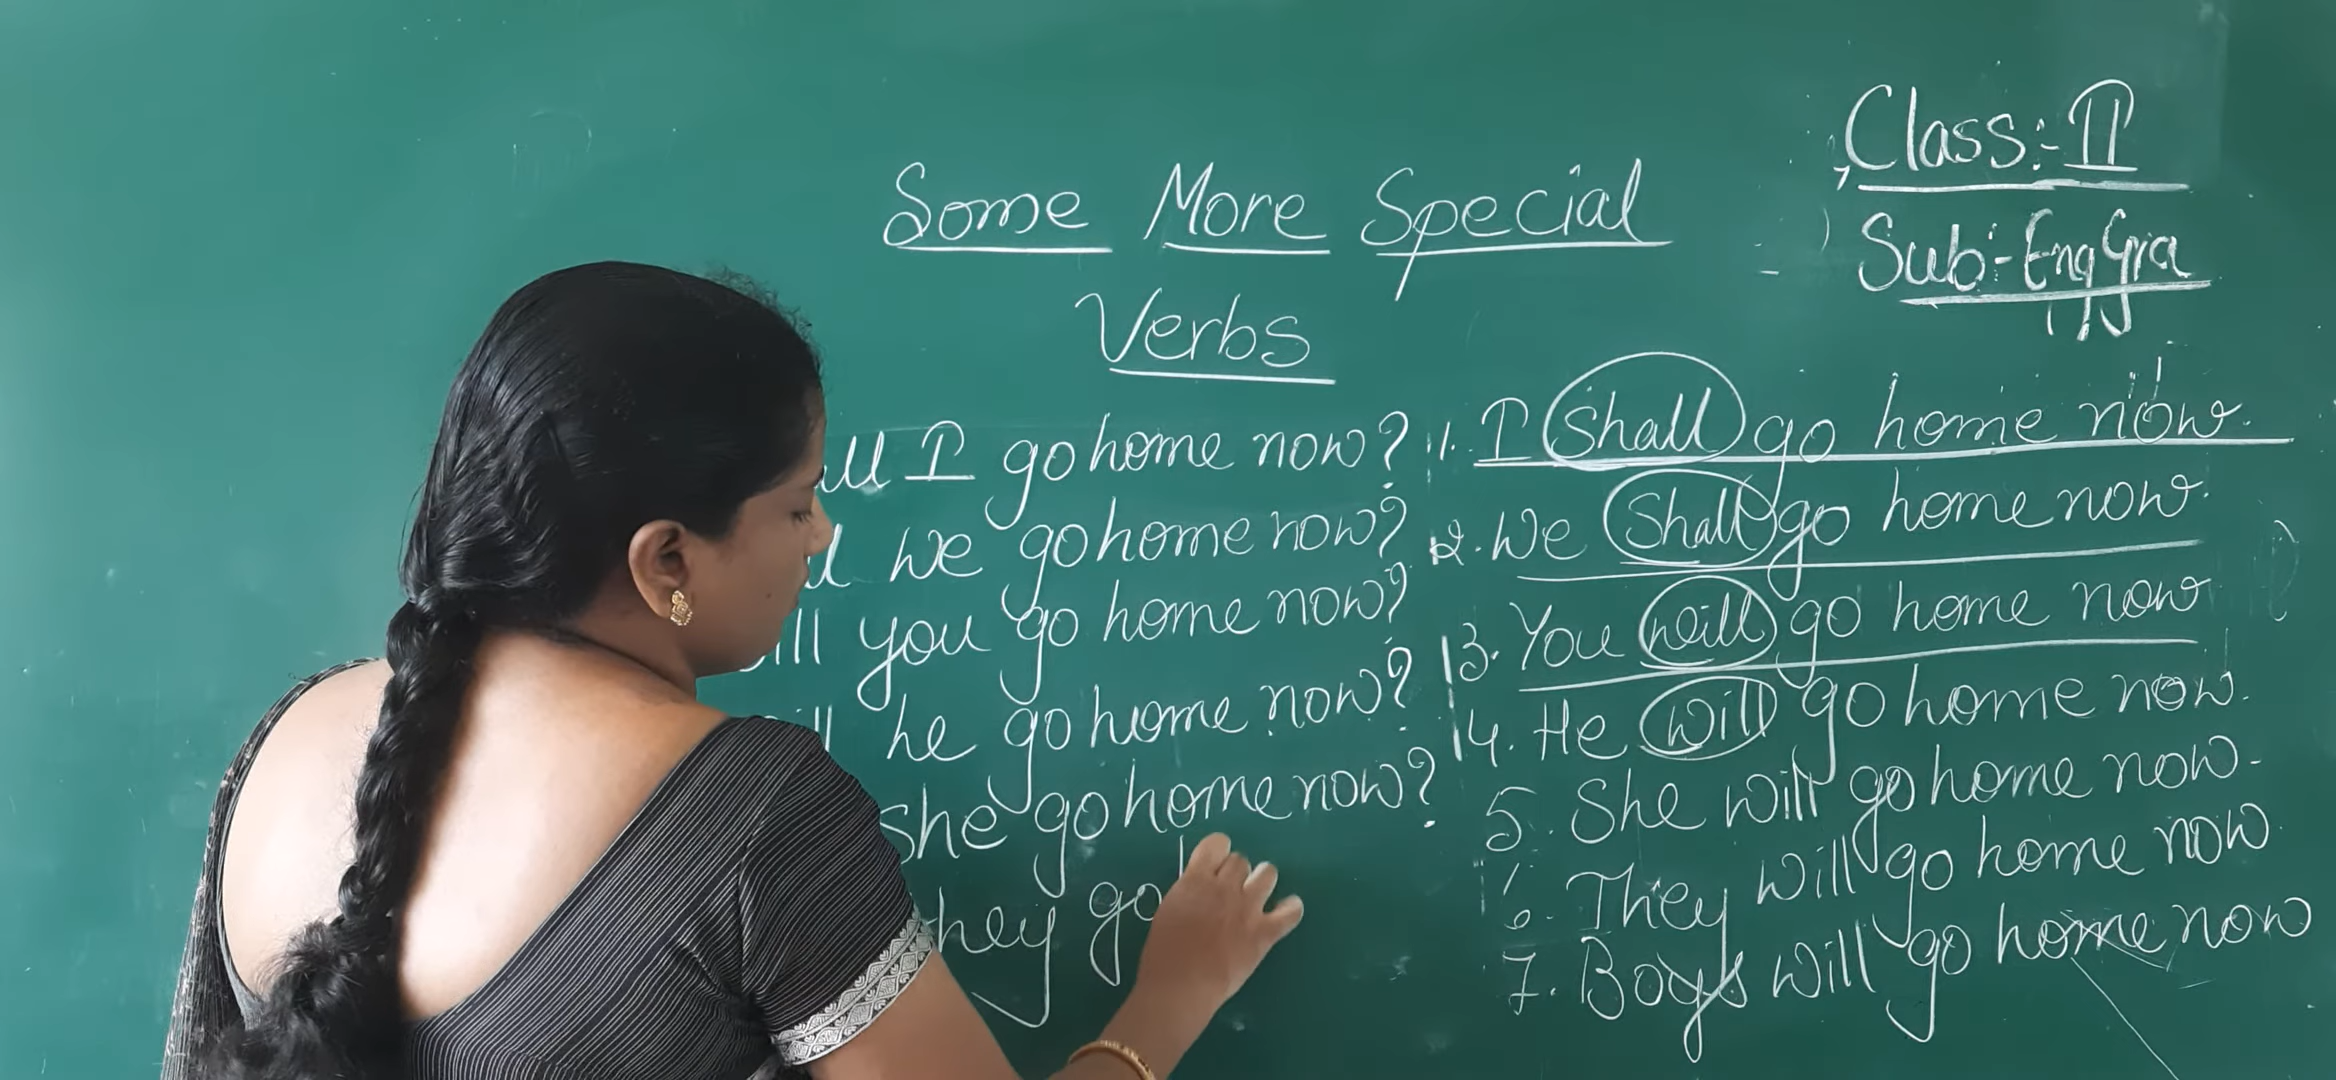 Class:- II
Sub:- Eng Gra
Some More Special
Verbs
I go home now?
we go home now?
you go home now?
he go home now?
she go home now?
go
1. I shall go home now.
2. We shall go home now.
3. You will go home now
4. He will go home now.
5. She will go home now.
6. They will go home now.
7. Boys will go home now